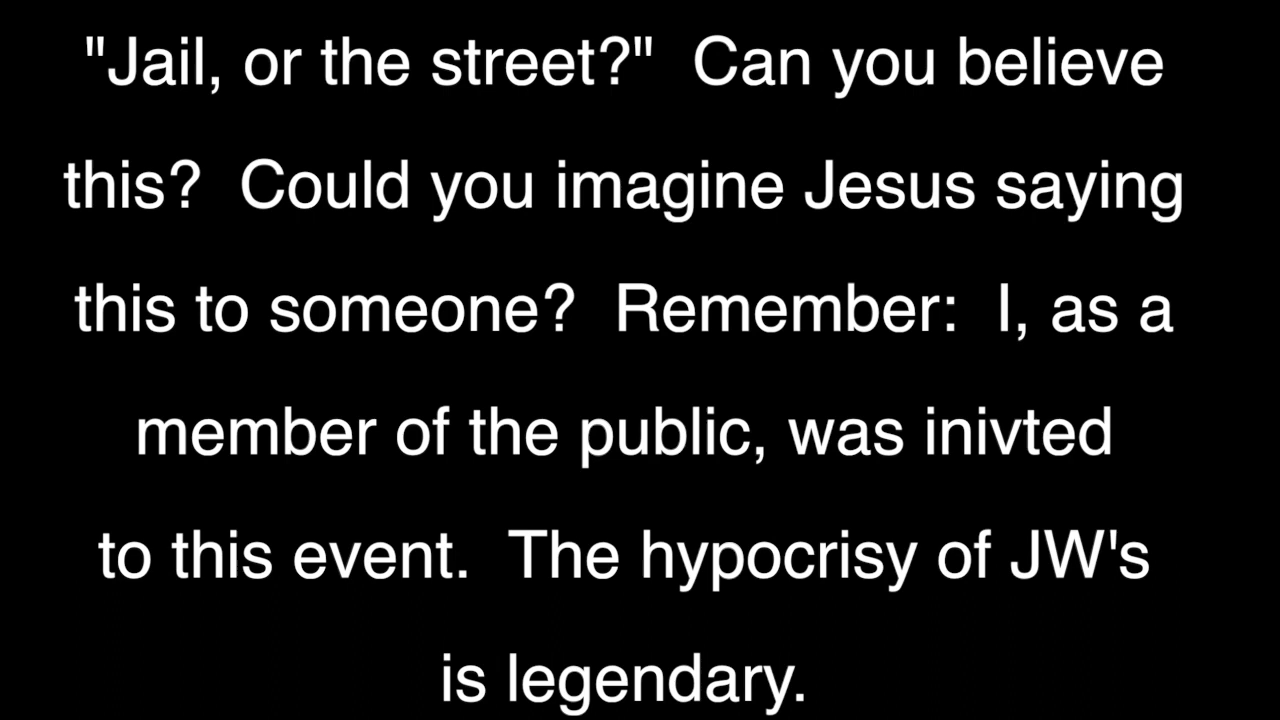 "Jail, or the street?"  Can you believe
this?  Could you imagine Jesus saying
this to someone?  Remember:  I, as a
member of the public, was inivted
to this event.  The hypocrisy of JW's
is legendary.